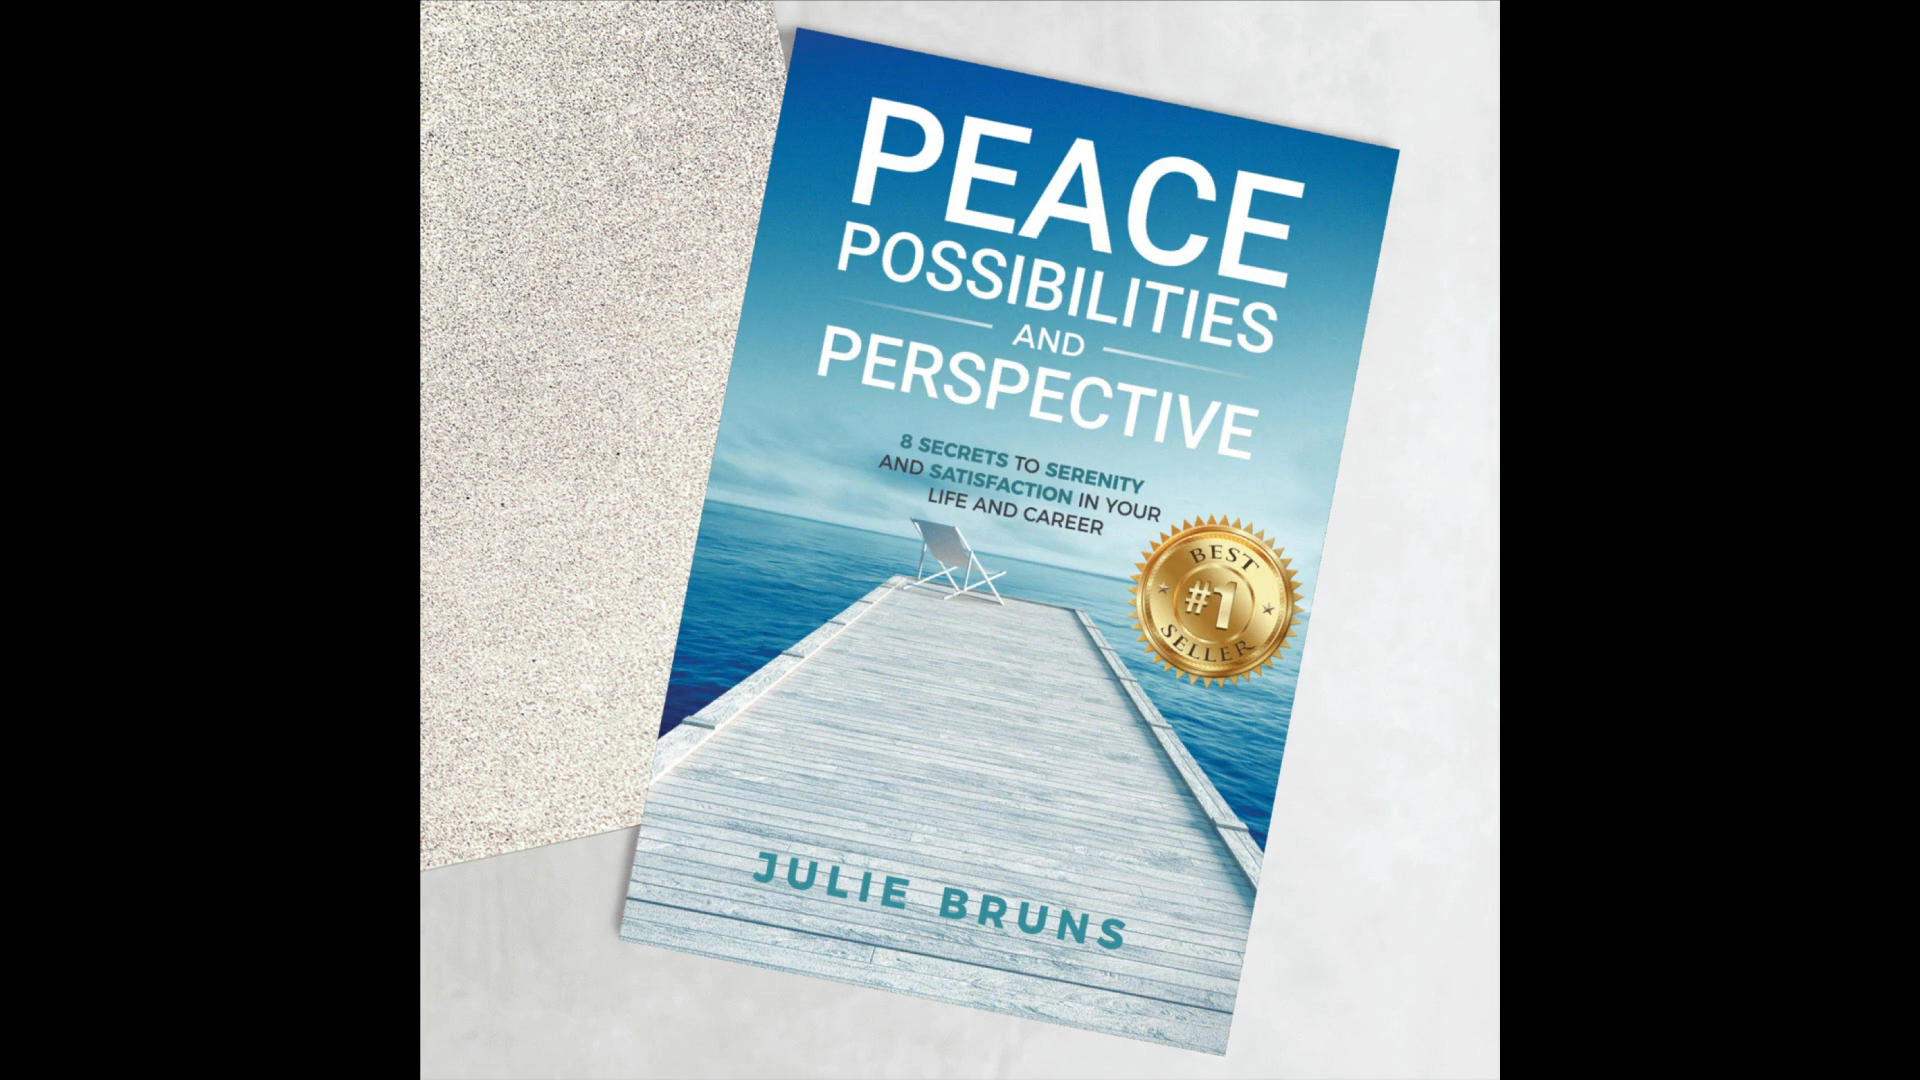 PEACE
POSSIBILITIES
AND
PERSPECTIVE
8 SECRETS TO SERENITY
AND SATISFACTION IN YOUR
LIFE AND CAREER
BEST
#1
SELLER
JULIE BRUNS